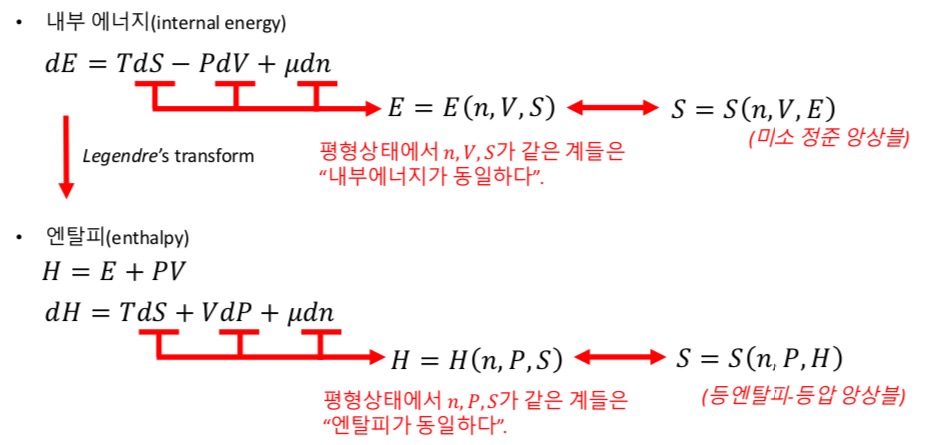 • 내부 에너지(internal energy)
dE = TdS − PdV + μdn
E = E(n, V, S) S = S(n, V, E)
(미소 정준 앙상블)
Legendre's transform
평형상태에서 n, V, S가 같은 계들은
“내부에너지가 동일하다”.
• 엔탈피(enthalpy)
H = E + PV
dH = TdS + VdP + μdn
H = H(n, P, S) S = S(n, P, H)
평형상태에서 n, P, S가 같은 계들은
“엔탈피가 동일하다”.
(등엔탈피-등압 앙상블)